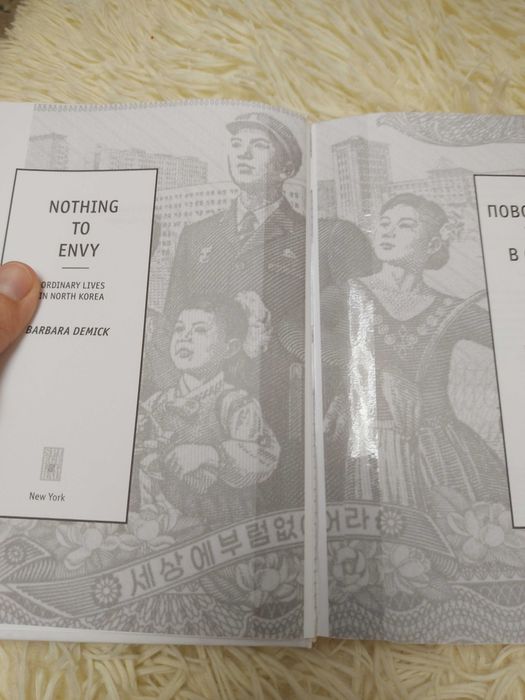 NOTHING
TO
ENVY
ORDINARY LIVES
IN NORTH KOREA
BARBARA DEMICK
New York
ПОВС
В
세상에부럼없어라